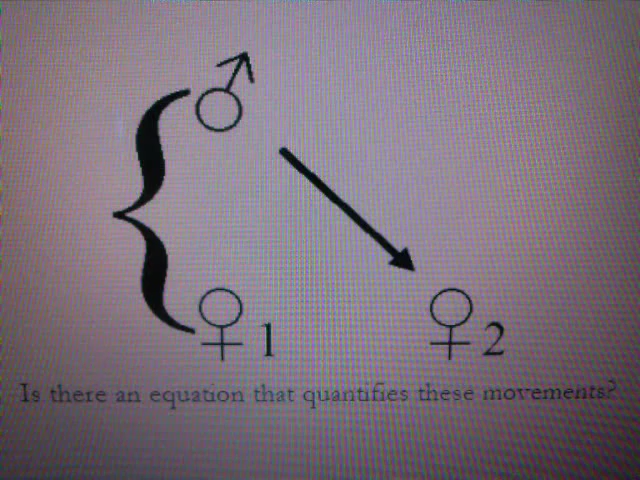 1
2
Is there an equation that quantifies these movements?